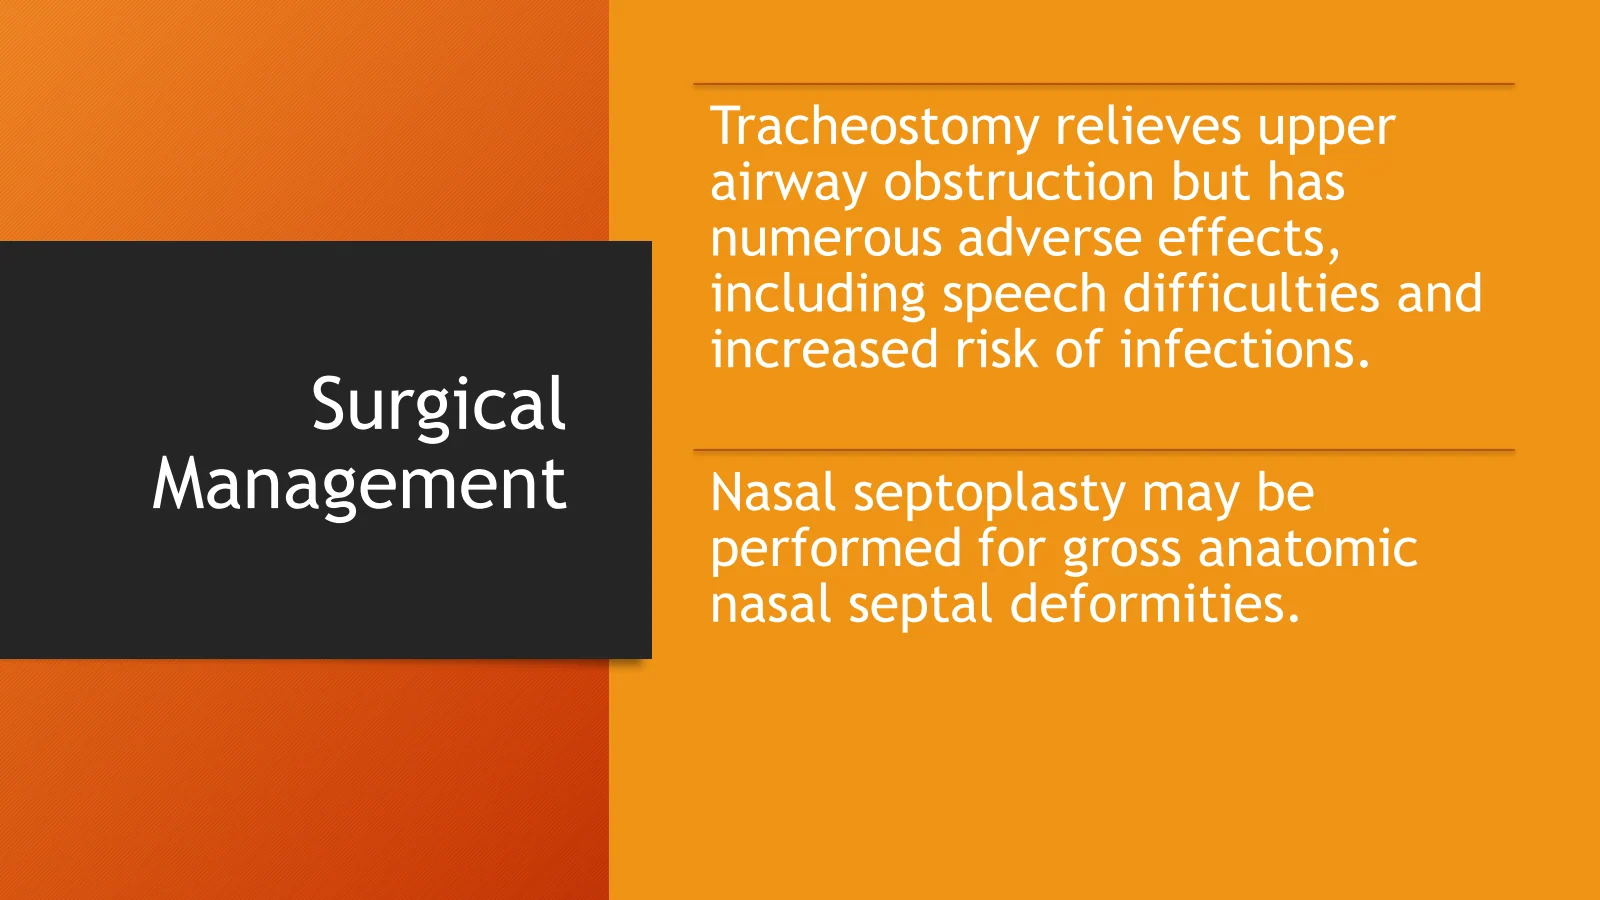 Surgical
Management
Tracheostomy relieves upper
airway obstruction but has
numerous adverse effects,
including speech difficulties and
increased risk of infections.
Nasal septoplasty may be
performed for gross anatomic
nasal septal deformities.